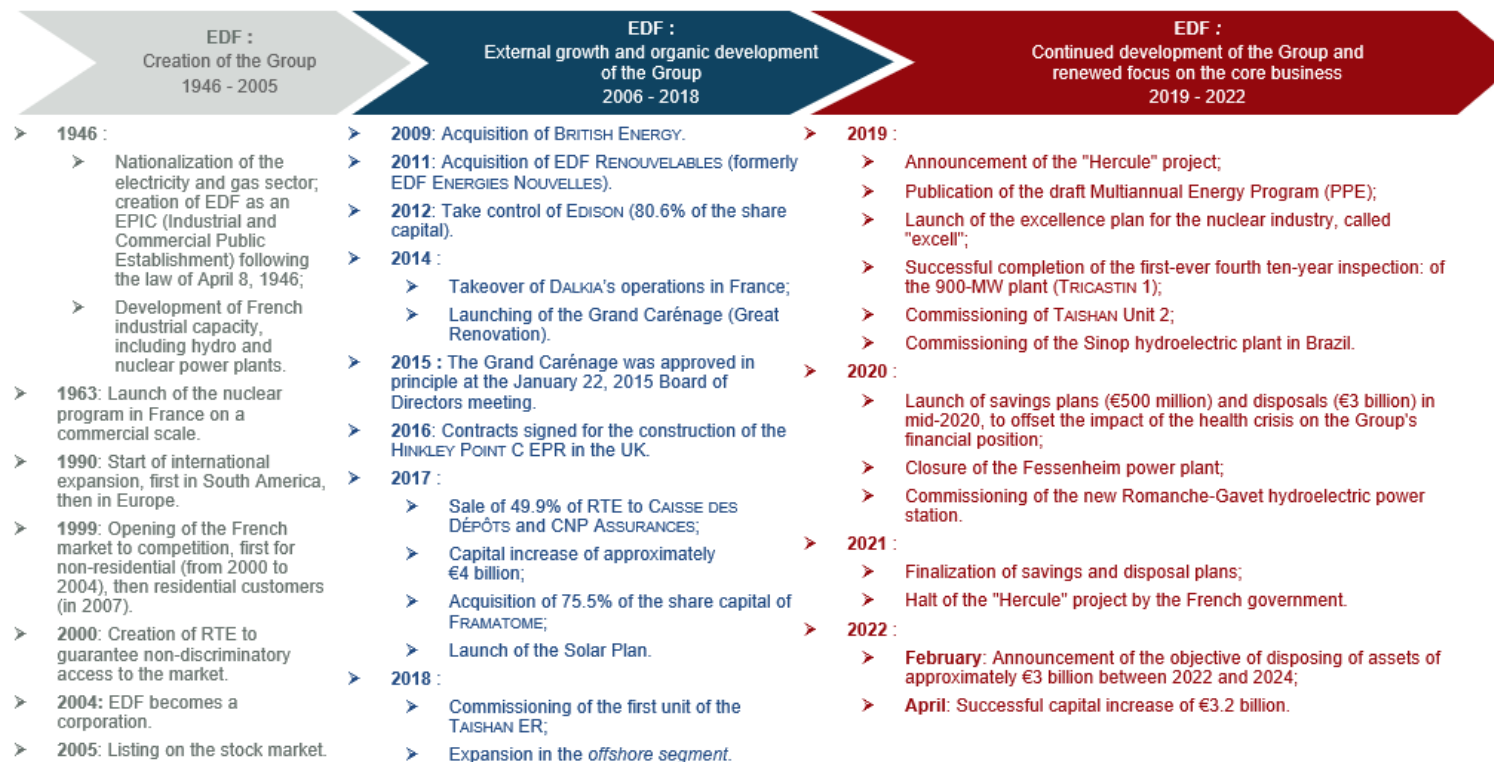 EDF :
Creation of the Group
1946 - 2005
➢ 1946 :
➢ Nationalization of the
electricity and gas sector;
creation of EDF as an
EPIC (Industrial and
Commercial Public
Establishment) following
the law of April 8, 1946;
➢ Development of French
industrial capacity,
including hydro and
nuclear power plants.
➢ 1963: Launch of the nuclear
program in France on a
commercial scale.
➢ 1990: Start of international
expansion, first in South America,
then in Europe.
➢ 1999: Opening of the French
market to competition, first for
non-residential (from 2000 to
2004), then residential customers
(in 2007).
➢ 2000: Creation of RTE to
guarantee non-discriminatory
access to the market.
➢ 2004: EDF becomes a
corporation.
➢ 2005: Listing on the stock market.
EDF :
External growth and organic development
of the Group
2006 - 2018
➢ 2009: Acquisition of BRITISH ENERGY.
➢ 2011: Acquisition of EDF RENOUVELABLES (formerly
EDF ENERGIES NOUVELLES).
➢ 2012: Take control of EDISON (80.6% of the share
capital).
➢ 2014 :
➢ Takeover of DALKIA's operations in France;
➢ Launching of the Grand Carénage (Great
Renovation).
➢ 2015 : The Grand Carénage was approved in
principle at the January 22, 2015 Board of
Directors meeting.
➢ 2016: Contracts signed for the construction of the
HINKLEY POINT C EPR in the UK.
➢ 2017 :
➢ Sale of 49.9% of RTE to CAISSE DES
DÉPÔTS and CNP ASSURANCES;
➢ Capital increase of approximately
€4 billion;
➢ Acquisition of 75.5% of the share capital of
FRAMATOME;
➢ Launch of the Solar Plan.
➢ 2018 :
➢ Commissioning of the first unit of the
TAISHAN ER;
➢ Expansion in the offshore segment.
EDF :
Continued development of the Group and
renewed focus on the core business
2019 - 2022
➢ 2019 :
➢ Announcement of the "Hercule" project;
➢ Publication of the draft Multiannual Energy Program (PPE);
➢ Launch of the excellence plan for the nuclear industry, called
"excell";
➢ Successful completion of the first-ever fourth ten-year inspection: of
the 900-MW plant (TRICASTIN 1);
➢ Commissioning of TAISHAN Unit 2;
➢ Commissioning of the Sinop hydroelectric plant in Brazil.
➢ 2020 :
➢ Launch of savings plans (€500 million) and disposals (€3 billion) in
mid-2020, to offset the impact of the health crisis on the Group's
financial position;
➢ Closure of the Fessenheim power plant;
➢ Commissioning of the new Romanche-Gavet hydroelectric power
station.
➢ 2021 :
➢ Finalization of savings and disposal plans;
➢ Halt of the "Hercule" project by the French government.
➢ 2022 :
➢ February: Announcement of the objective of disposing of assets of
approximately €3 billion between 2022 and 2024;
➢ April: Successful capital increase of €3.2 billion.